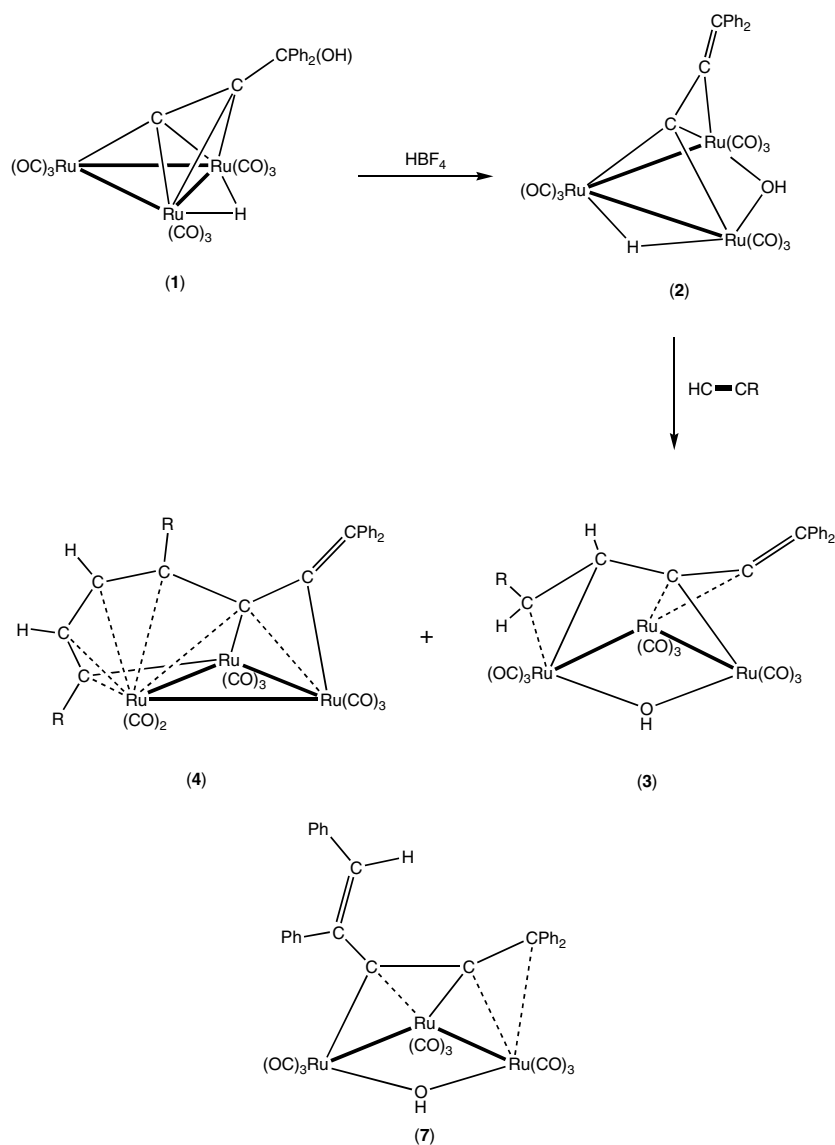 CPh2(OH)
C
C
(OC)3Ru
Ru(CO)3
Ru
H
(CO)3
(1)
HBF4
CPh2
C
C
Ru(CO)3
(OC)3Ru
OH
H
Ru(CO)3
(2)
HC CR
R
CPh2
H
C
C
C
C
H
C
C
Ru
(CO)3
R
Ru
(CO)2
Ru(CO)3
(4)
+
H
CPh2
R
C
C
C
C
H
Ru
(CO)3
(OC)3Ru
Ru(CO)3
O
H
(3)
Ph
H
C
Ph
C
CPh2
C
C
Ru
(CO)3
(OC)3Ru
Ru(CO)3
O
H
(7)